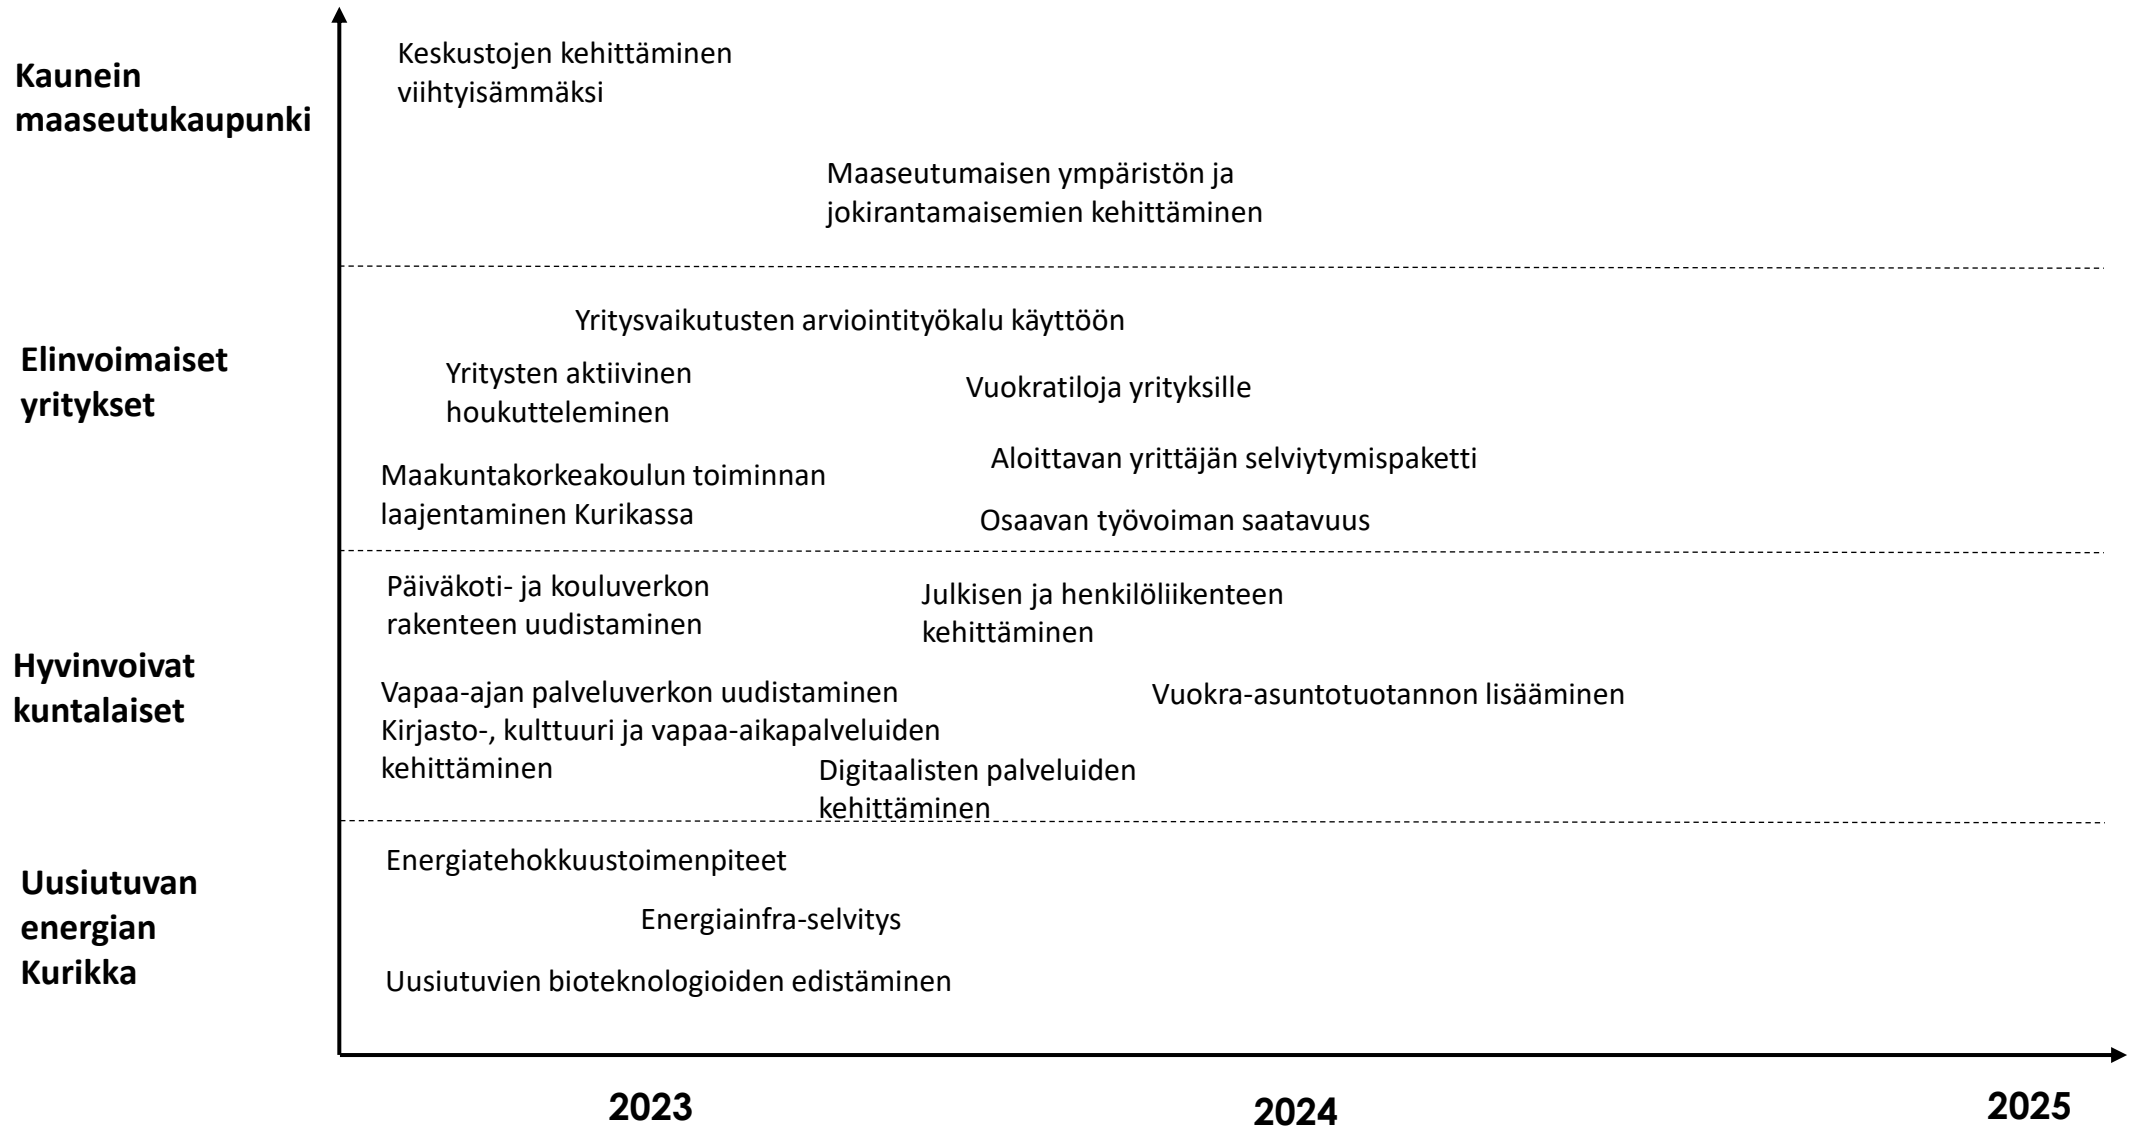 Kaunein
maaseutukaupunki
Keskustojen kehittäminen
viihtyisämmäksi
Maaseutumaisen ympäristön ja
jokirantamaisemien kehittäminen
Elinvoimaiset
yritykset
Yritysvaikutusten arviointityökalu käyttöön
Yritysten aktiivinen
houkutteleminen
Vuokratiloja yrityksille
Maakuntakorkeakoulun toiminnan
laajentaminen Kurikassa
Aloittavan yrittäjän selviytymispaketti
Osaavan työvoiman saatavuus
Hyvinvoivat
kuntalaiset
Päiväkoti- ja kouluverkon
rakenteen uudistaminen
Julkisen ja henkilöliikenteen
kehittäminen
Vapaa-ajan palveluverkon uudistaminen
Kirjasto-, kulttuuri ja vapaa-aikapalveluiden
kehittäminen
Vuokra-asuntotuotannon lisääminen
Digitaalisten palveluiden
kehittäminen
Uusiutuvan
energian
Kurikka
Energiatehokkuustoimenpiteet
Energiainfra-selvitys
Uusiutuvien bioteknologioiden edistäminen
2023
2024
2025